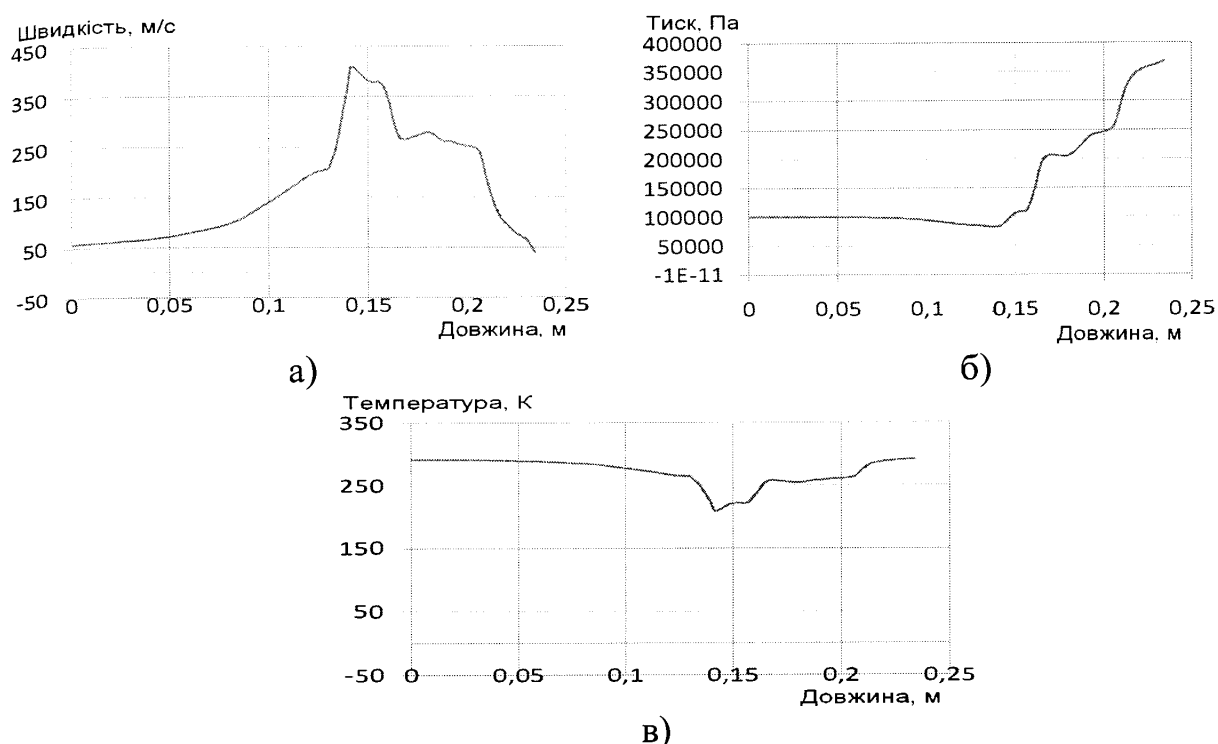 Швидкість, м/с
450
350
250
150
50
-50
0 0,05 0,1 0,15 0,2 0,25
Довжина, м
а)
Тиск, Па
400000
350000
300000
250000
200000
150000
100000
50000
-1E-11
0 0,05 0,1 0,15 0,2 0,25
Довжина, м
б)
Температура, К
350
250
150
50
-50
0 0,05 0,1 0,15 0,2 0,25
Довжина, м
в)